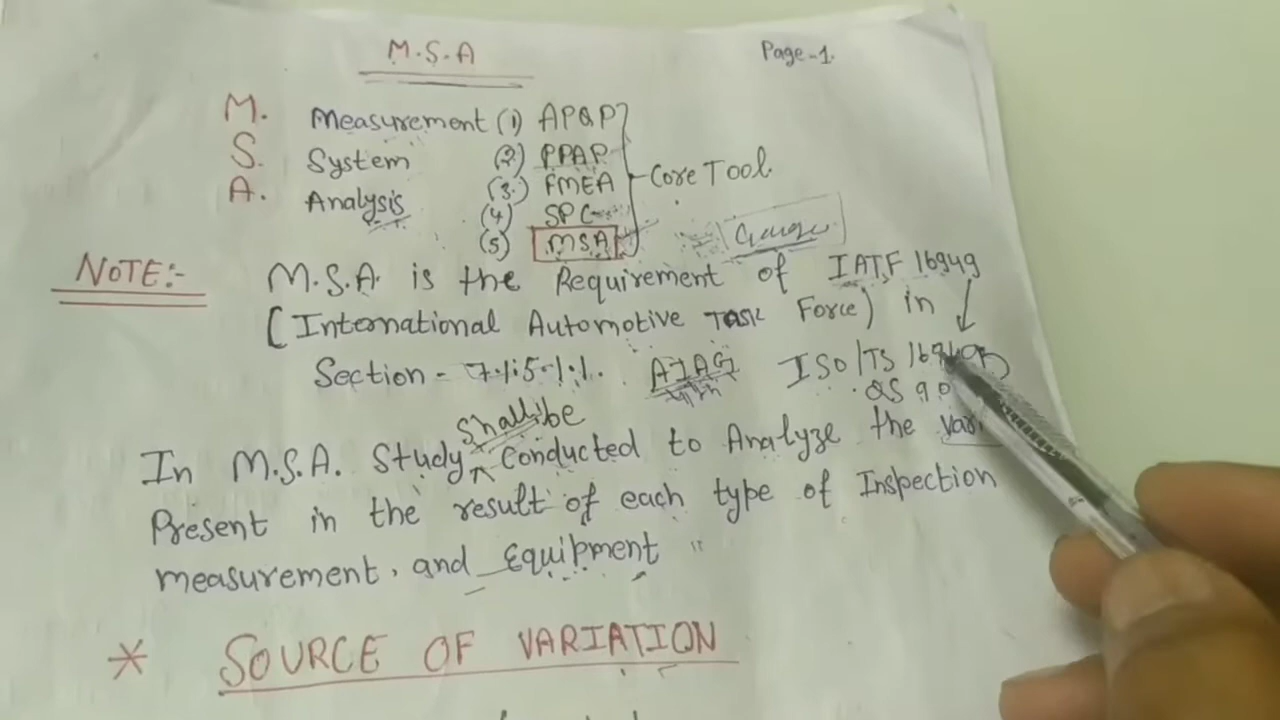 M.S.A
Page-1.
M. Measurement (1) APQP
S. System (2) PPAP
A. Analysis (3.) FMEA
Core Tool
(4) SPC
(5) MSA
NOTE:- M.S.A. is the Requirement of IATF 16949
[International Automotive TASK Force) in
Section - 7.1.5.1.1. AIAG ISO/TS
QS 90
shall be
In M.S.A. Study conducted to Analyze the vari
Present in the result of each type of Inspection
measurement, and Equipment "
* SOURCE OF VARIATION